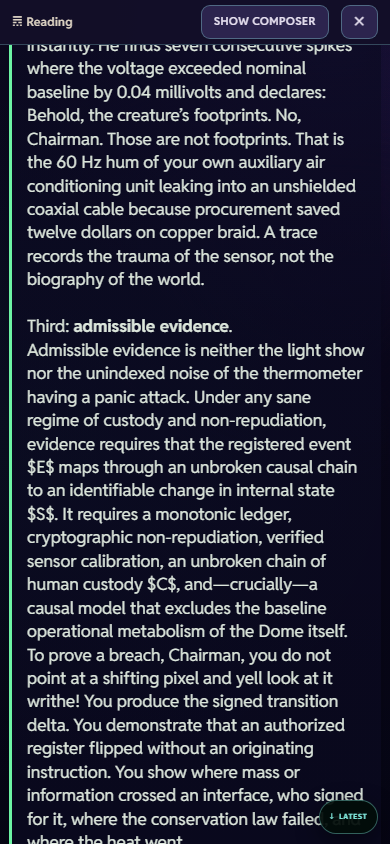 Reading
SHOW COMPOSER
instantly. He finds seven consecutive spikes
where the voltage exceeded nominal
baseline by 0.04 millivolts and declares:
Behold, the creature’s footprints. No,
Chairman. Those are not footprints. That is
the 60 Hz hum of your own auxiliary air
conditioning unit leaking into an unshielded
coaxial cable because procurement saved
twelve dollars on copper braid. A trace
records the trauma of the sensor, not the
biography of the world.
Third: admissible evidence.
Admissible evidence is neither the light show
nor the unindexed noise of the thermometer
having a panic attack. Under any sane
regime of custody and non-repudiation,
evidence requires that the registered event
$E$ maps through an unbroken causal chain
to an identifiable change in internal state
$S$. It requires a monotonic ledger,
cryptographic non-repudiation, verified
sensor calibration, an unbroken chain of
human custody $C$, and—crucially—a
causal model that excludes the baseline
operational metabolism of the Dome itself.
To prove a breach, Chairman, you do not
point at a shifting pixel and yell look at it
writhe! You produce the signed transition
delta. You demonstrate that an authorized
register flipped without an originating
instruction. You show where mass or
information crossed an interface, who signed
for it, where the conservation law failed
↓ LATEST
where the heat went